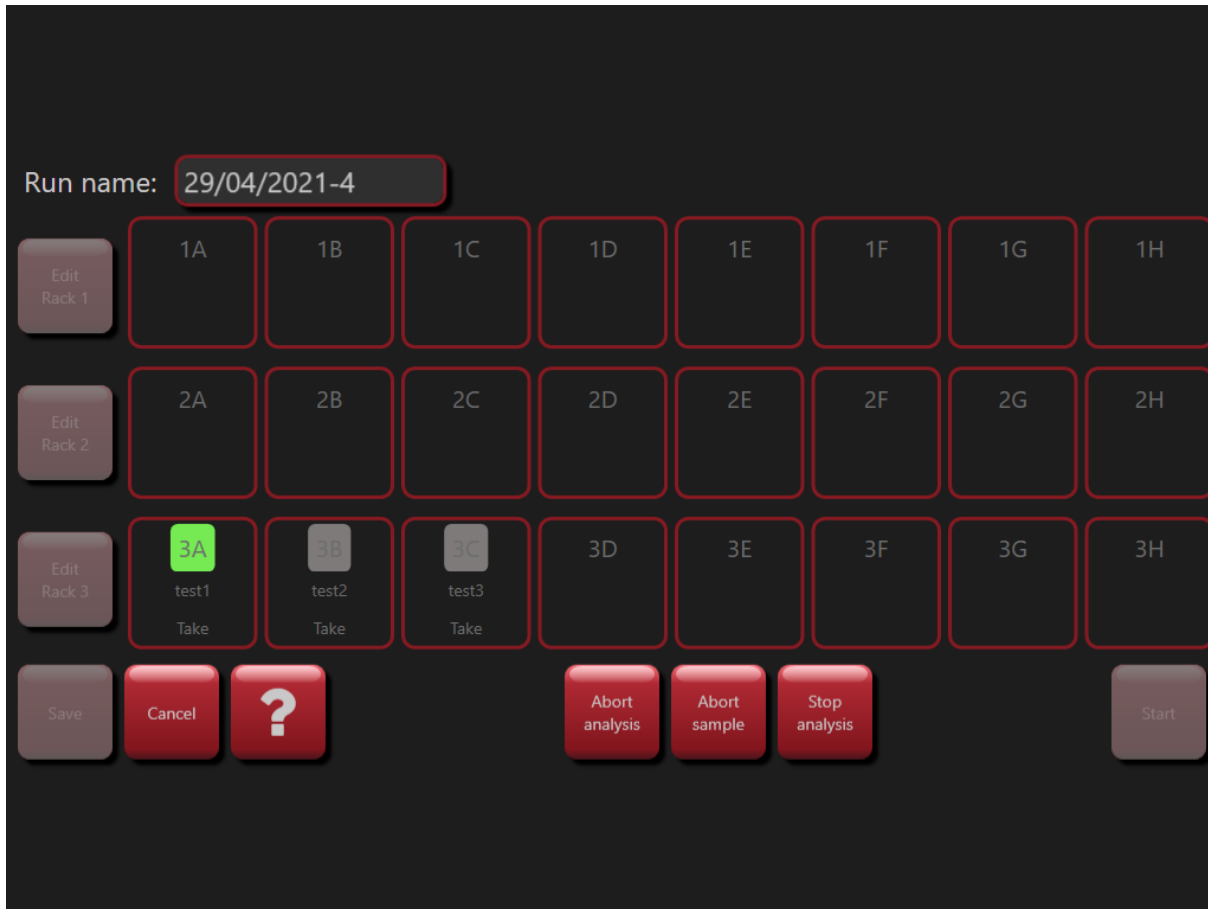 Run name: 29/04/2021-4
Edit
Rack 1
1A 1B 1C 1D 1E 1F 1G 1H
Edit
Rack 2
2A 2B 2C 2D 2E 2F 2G 2H
Edit
Rack 3
3A 3B 3C 3D 3E 3F 3G 3H
test1 test2 test3
Take Take Take
Save
Cancel
?
Abort
analysis
Abort
sample
Stop
analysis
Start